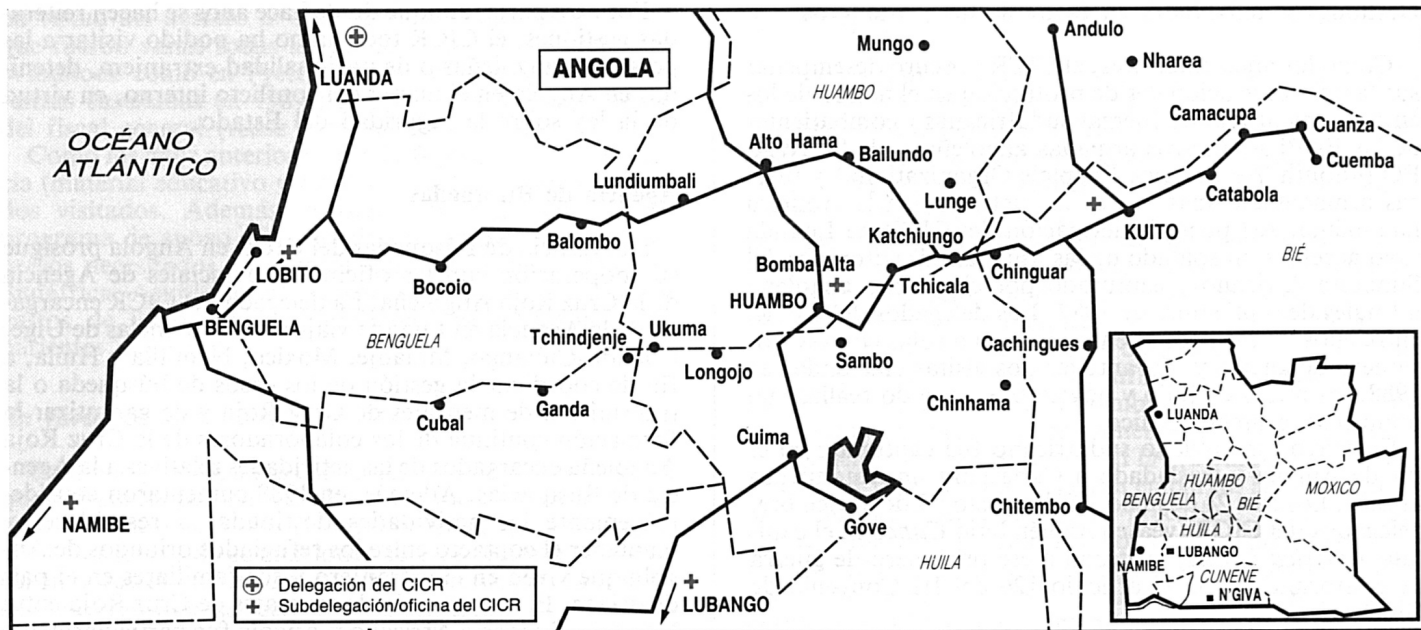 LUANDA
ANGOLA
OCÉANO
ATLÁNTICO
Mungo
HUAMBO
Andulo
Nharea
Camacupa
Cuanza
Cuemba
Alto Hama
Bailundo
Lundiumbali
Lunge
Catabola
KUITO
Balombo
Katchiungo
LOBITO
Bocoio
Bomba Alta
Chinguar
BIÉ
Tchicala
HUAMBO
BENGUELA
BENGUELA
Ukuma
Tchindjenje
Sambo
Cachingues
Longojo
Chinhama
Cubal
Ganda
Cuima
Chitembo
Góve
NAMIBE
HUILA
LUBANGO
Delegación del CICR
Subdelegación/oficina del CICR
LUANDA
HUAMBO
MOXICO
BENGUELA
BIÉ
HUILA
LUBANGO
NAMIBE
CUNENE
N'GIVA